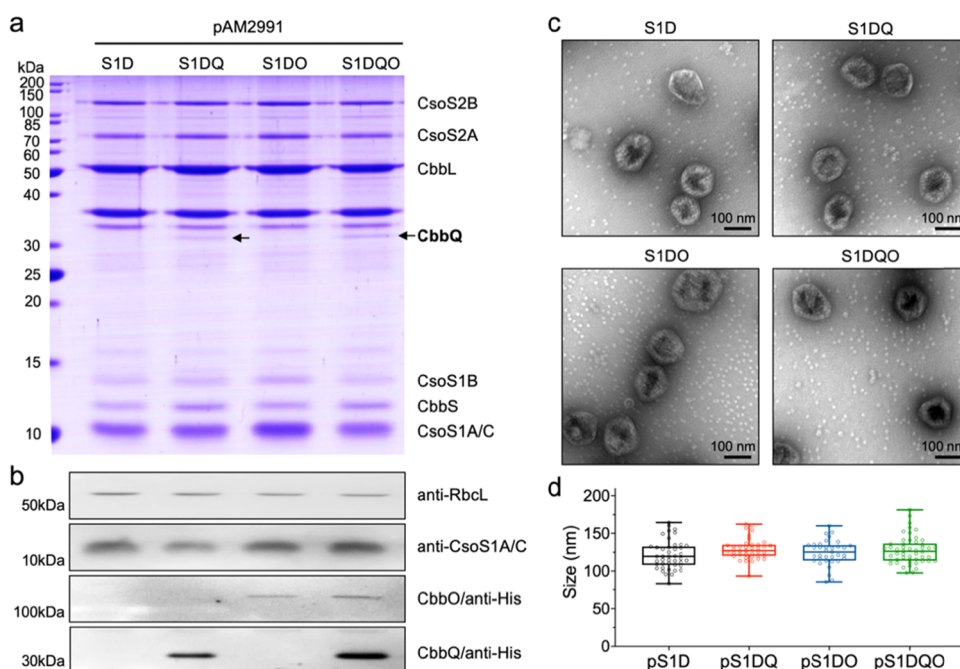 a
pAM2991
kDa S1D S1DQ S1DO S1DQO
200
150
100
85
70
60
50
40
30
25
20
15
10
CsoS2B
CsoS2A
CbbL
CbbQ
CsoS1B
CbbS
CsoS1A/C
b
50kDa anti-RbcL
10kDa anti-CsoS1A/C
100kDa CbbO/anti-His
30kDa CbbQ/anti-His
c
S1D S1DQ
100 nm 100 nm
S1DO S1DQO
100 nm 100 nm
d
Size (nm)
200
150
100
50
0
pS1D pS1DQ pS1DO pS1DQO